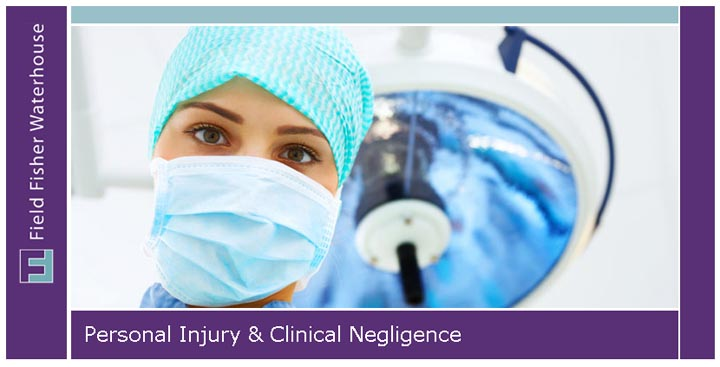 Field Fisher Waterhouse
Personal Injury & Clinical Negligence